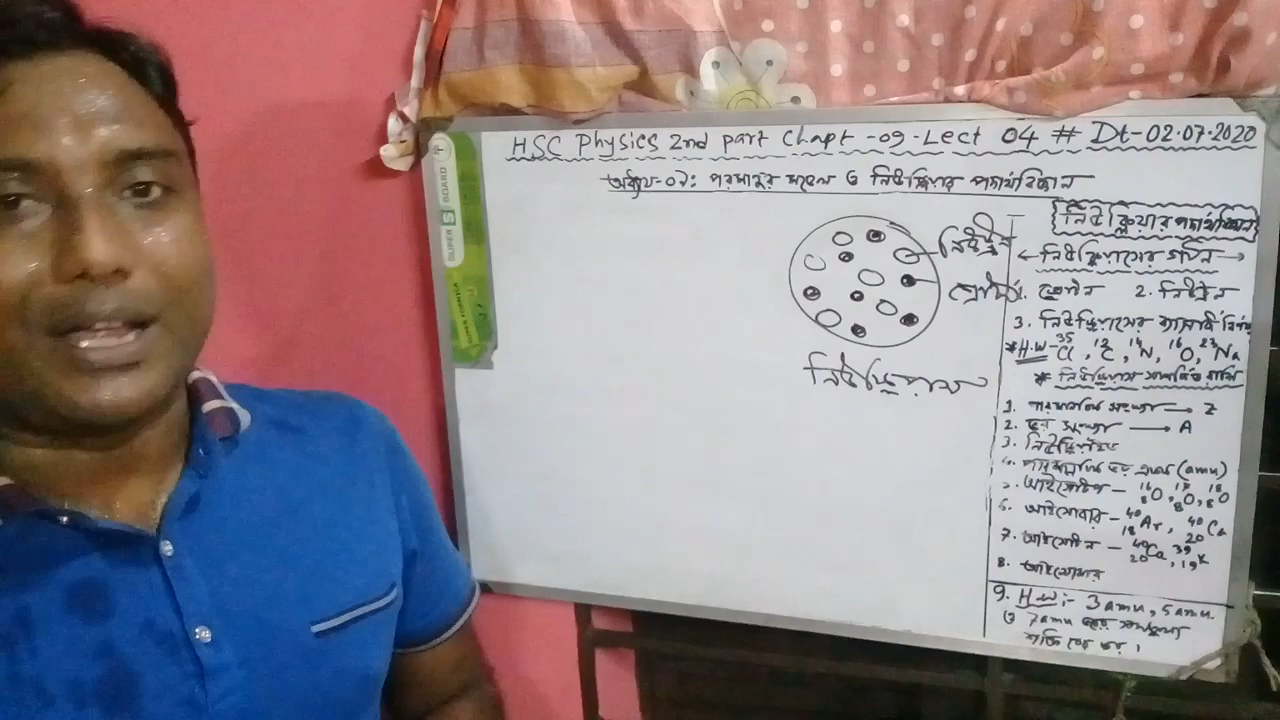 HSC Physics 2nd part Chapt -09-Lect 04 # Dt-02.07.2020
অধ্যায়-০৯: পরমাণুর মডেল ও নিউক্লিয়ার পদার্থবিজ্ঞান
SUPER BOARD
নিউট্রন
নিউক্লিয়াস
নিউক্লিয়ার পদার্থবিজ্ঞান
নিউক্লিয়াসের গঠন
1. প্রোটন 2. নিউট্রন
3. নিউক্লিয়াসের ব্যাসার্ধ নির্ণয়
* H.W - ³⁵Cl, ¹²C, ¹⁴N, ¹⁶O, ²³Na
* নিউক্লিয়াস সম্পর্কিত রাশি
1. পারমাণবিক সংখ্যা → Z
2. ভর সংখ্যা → A
3. নিউক্লিয়াইড
4. পারমাণবিক ভর একক (amu)
5. আইসোটোপ - ¹⁶₈O, ¹⁷₈O, ¹⁸₈O
6. আইসোবার - ⁴⁰₁₈Ar, ⁴⁰₂₀Ca
7. আইসোটোন - ⁴⁰₂₀Ca, ³⁹₁₉K
8. আইসোমার
9. H.W:- 3amu, 5amu
ও 7amu ভরের সমতুল্য
শক্তি বের কর।